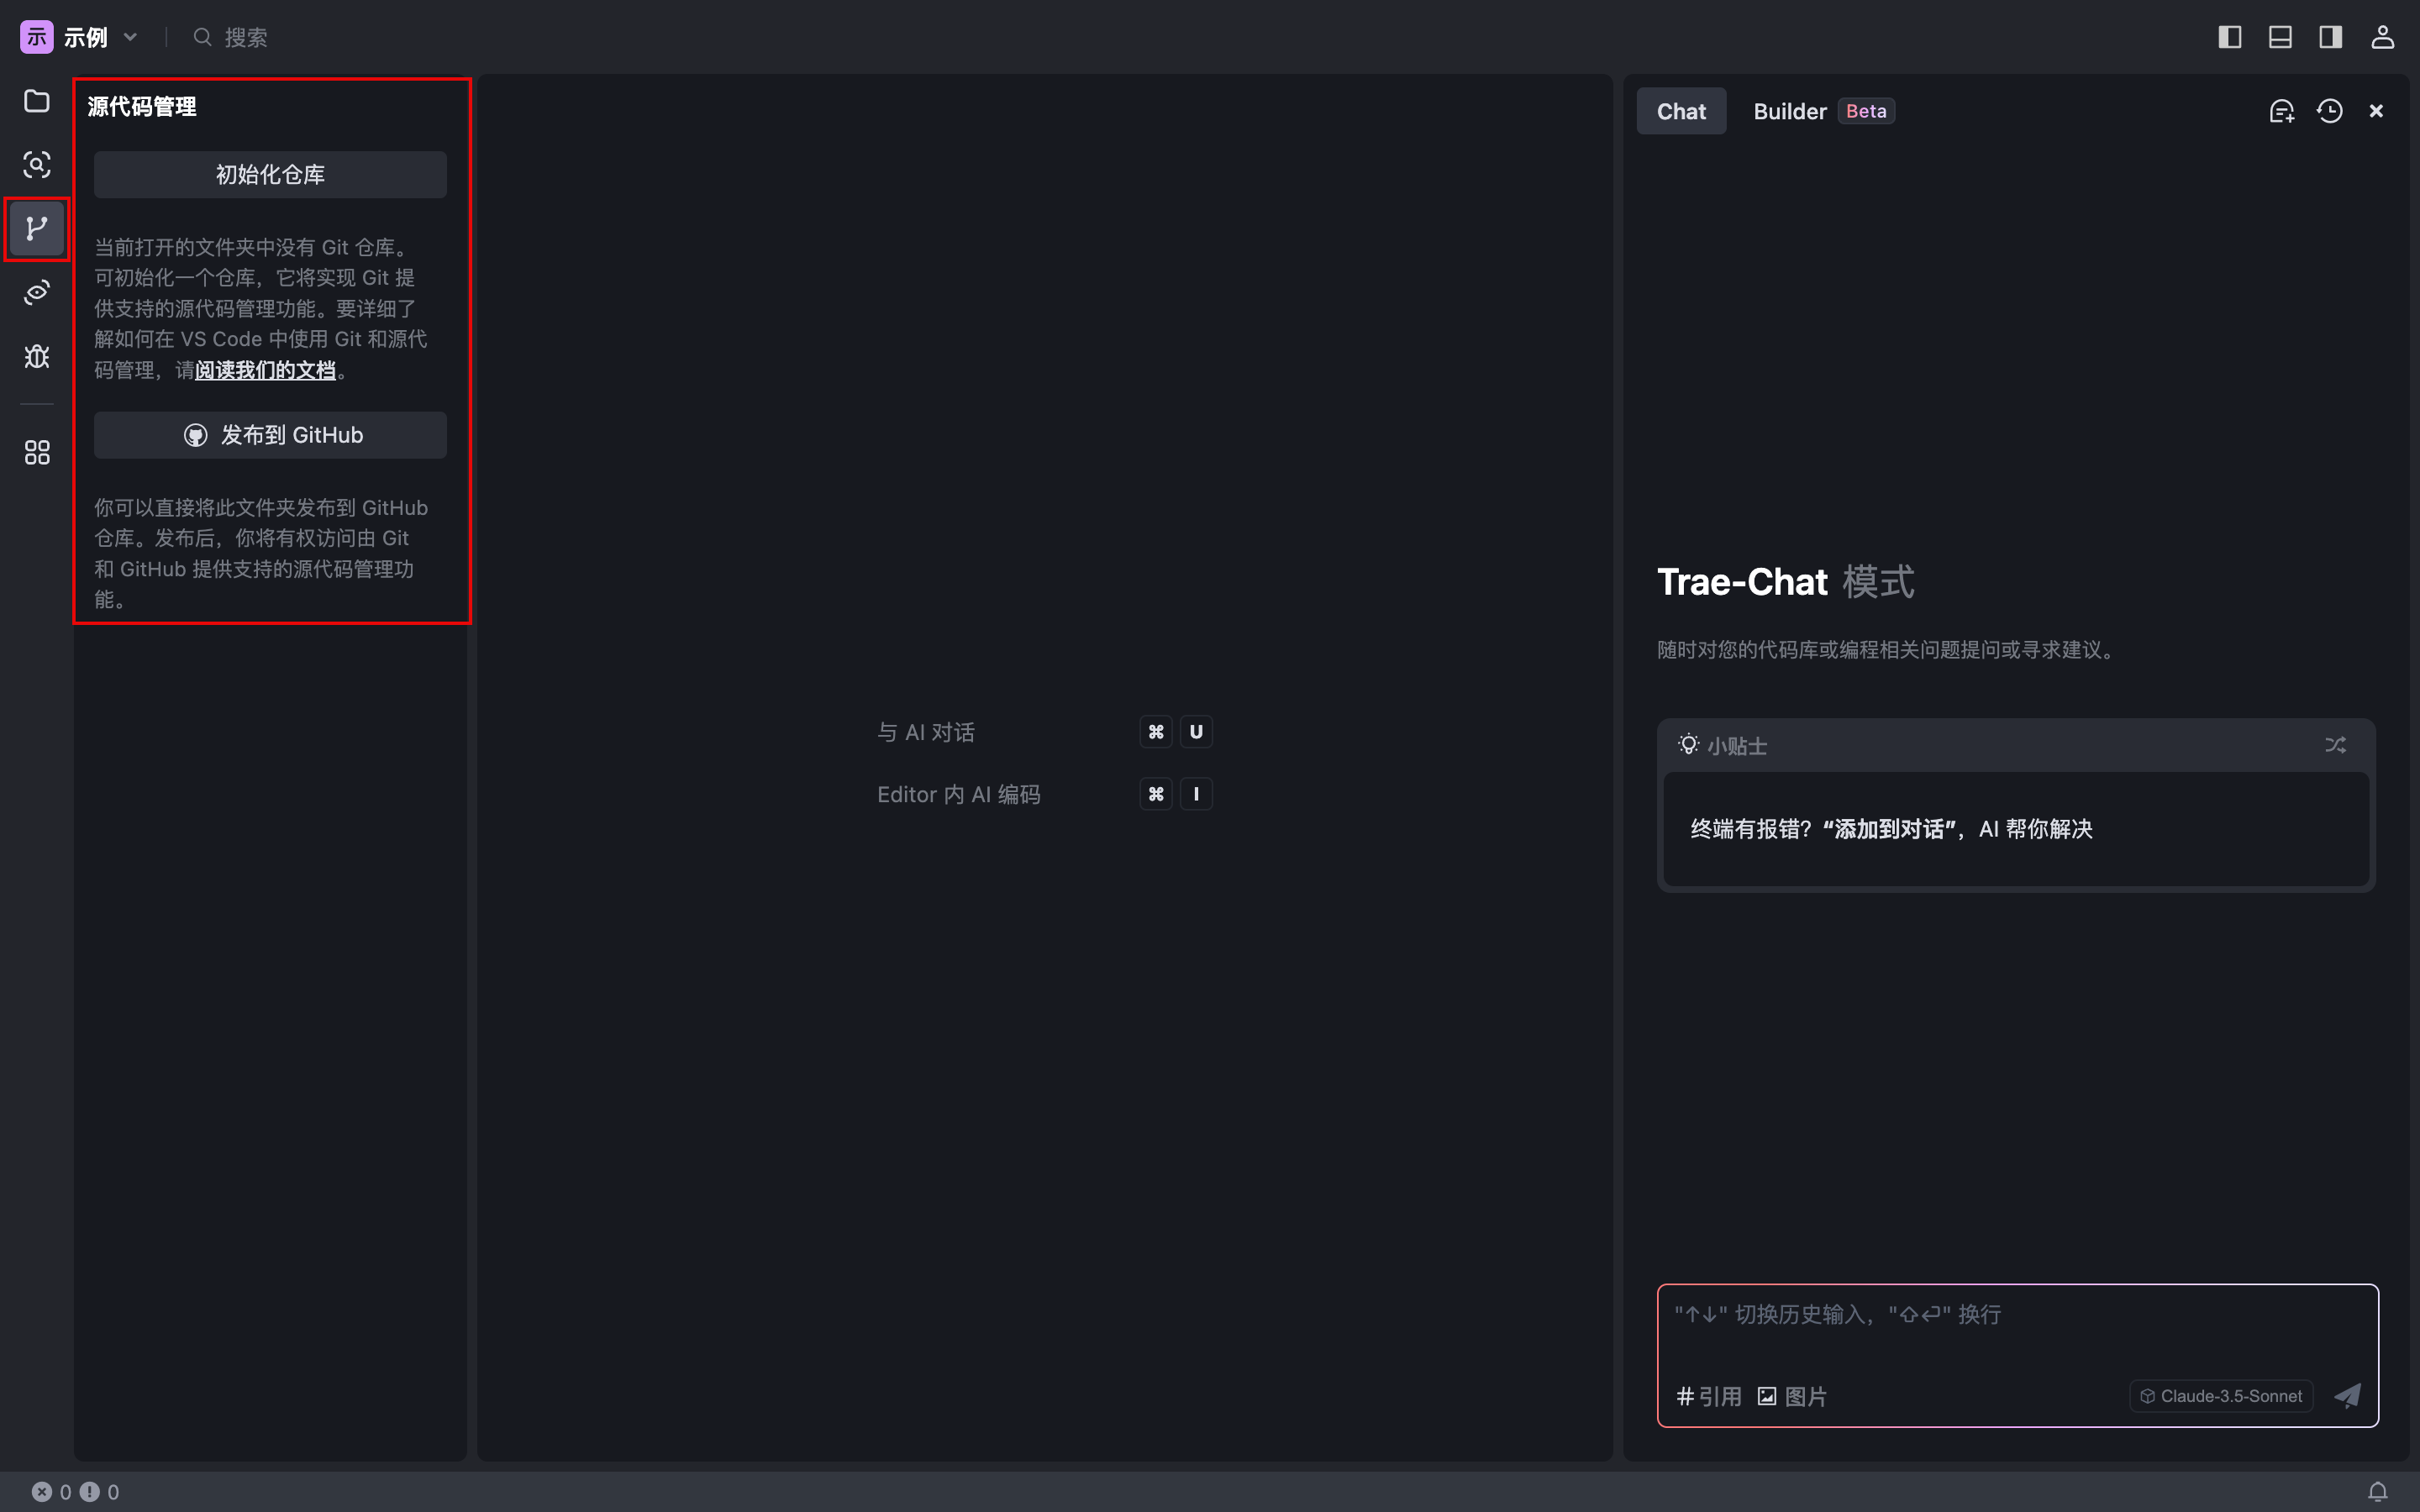 示 示例 搜索
源代码管理
初始化仓库
当前打开的文件夹中没有 Git 仓库。
可初始化一个仓库，它将实现 Git 提
供支持的源代码管理功能。要详细了
解如何在 VS Code 中使用 Git 和源代
码管理，请阅读我们的文档。
发布到 GitHub
你可以直接将此文件夹发布到 GitHub
仓库。发布后，你将有权访问由 Git
和 GitHub 提供支持的源代码管理功
能。
与 AI 对话 ⌘ U
Editor 内 AI 编码 ⌘ I
Chat Builder Beta
Trae-Chat 模式
随时对您的代码库或编程相关问题提问或寻求建议。
小贴士
终端有报错？“添加到对话”，AI 帮你解决
"↑↓" 切换历史输入，"⇧⏎" 换行
#引用 图片 Claude-3.5-Sonnet
0 0